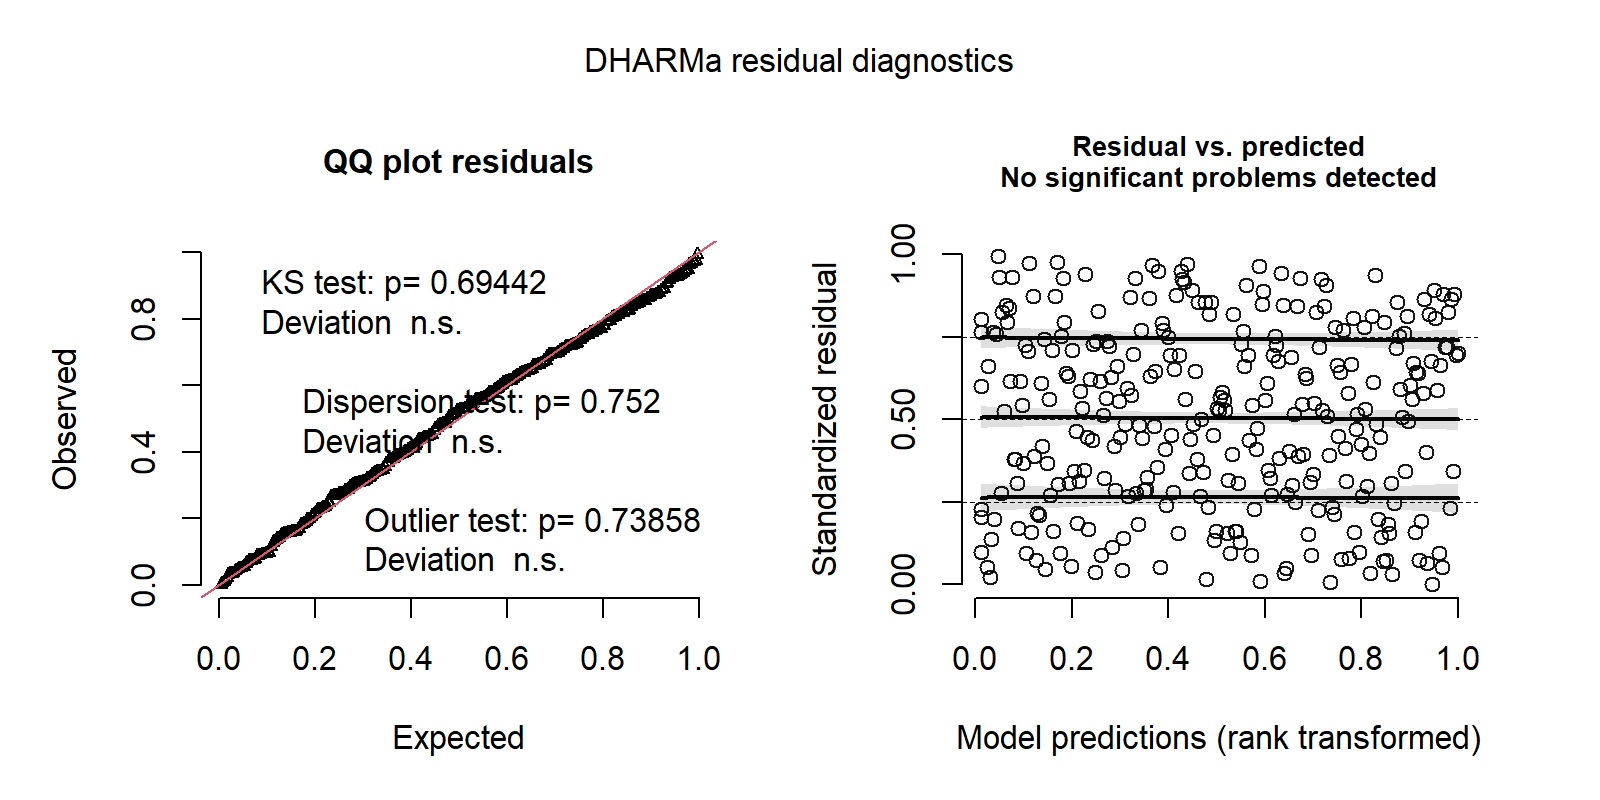 DHARMa residual diagnostics
QQ plot residuals
KS test: p= 0.69442
Deviation n.s.
Dispersion test: p= 0.752
Deviation n.s.
Outlier test: p= 0.73858
Deviation n.s.
Observed
0.0 0.4 0.8
0.0 0.2 0.4 0.6 0.8 1.0
Expected
Residual vs. predicted
No significant problems detected
Standardized residual
0.00 0.50 1.00
0.0 0.2 0.4 0.6 0.8 1.0
Model predictions (rank transformed)